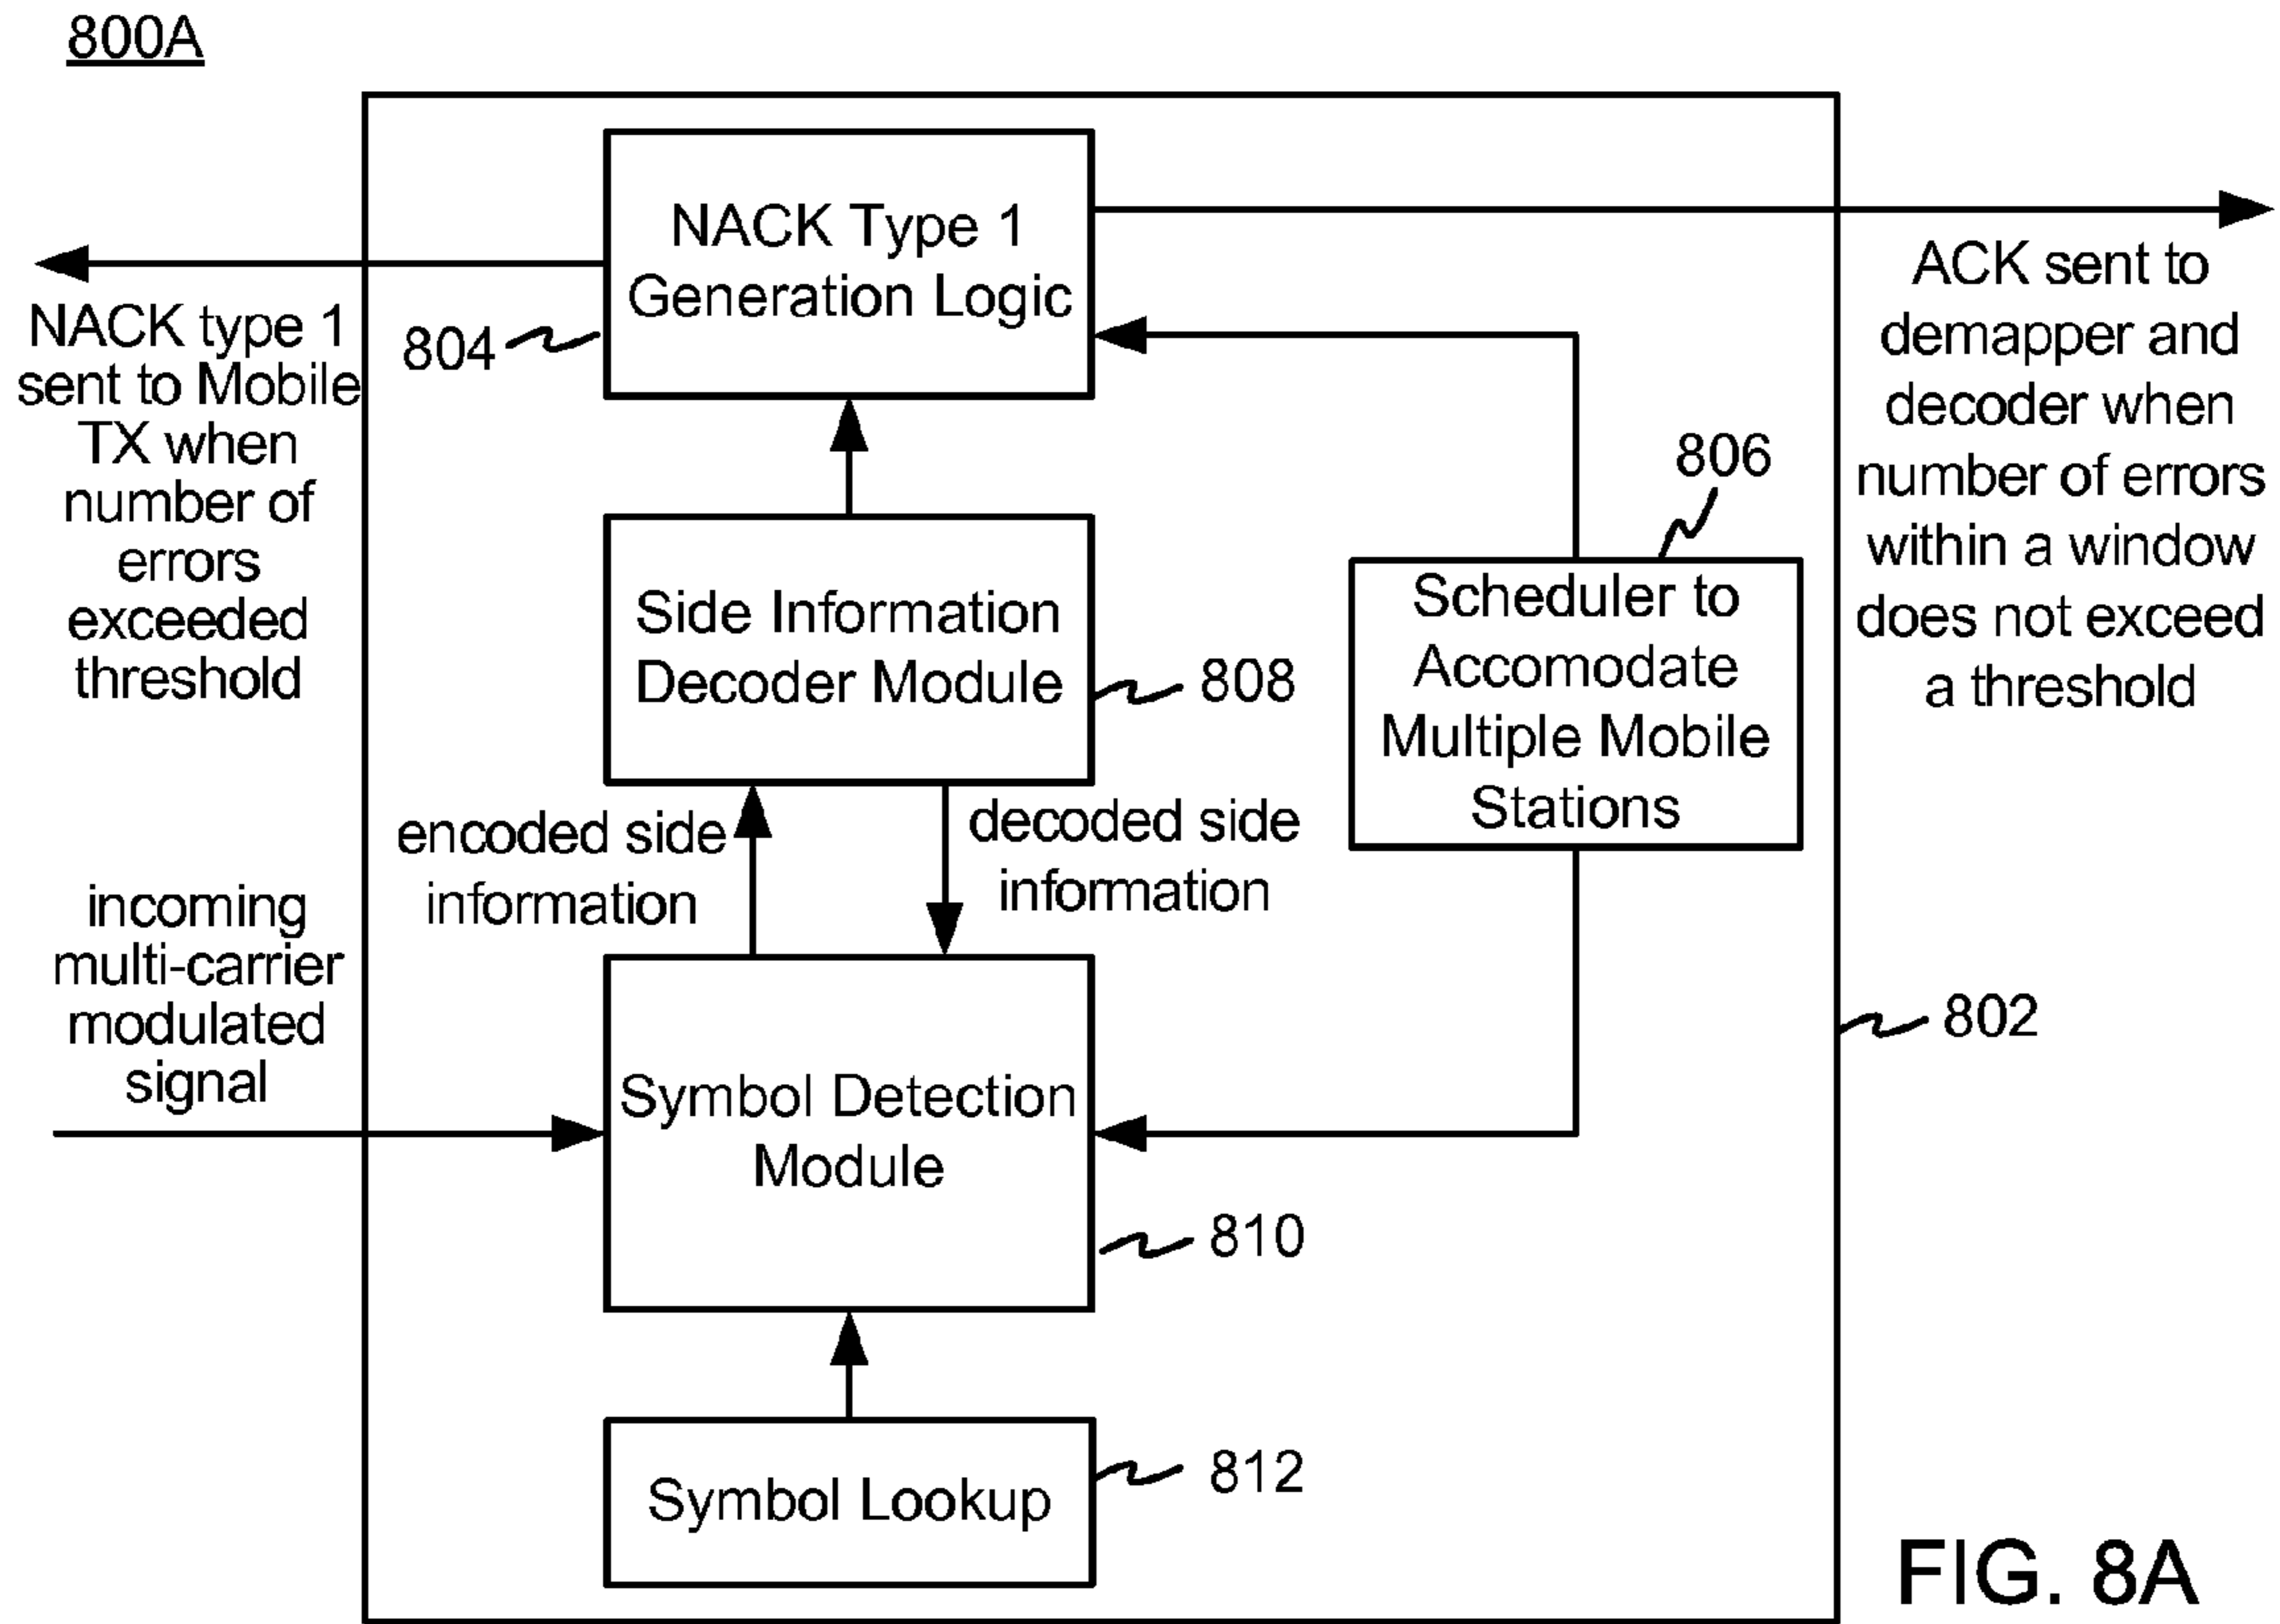 800A
NACK Type 1
Generation Logic
804
NACK type 1
sent to Mobile
TX when
number of
errors
exceeded
threshold
ACK sent to
demapper and
decoder when
number of errors
within a window
does not exceed
a threshold
806
Scheduler to
Accomodate
Multiple Mobile
Stations
Side Information
Decoder Module
808
encoded side
information
decoded side
information
incoming
multi-carrier
modulated
signal
802
Symbol Detection
Module
810
Symbol Lookup
812
FIG. 8A